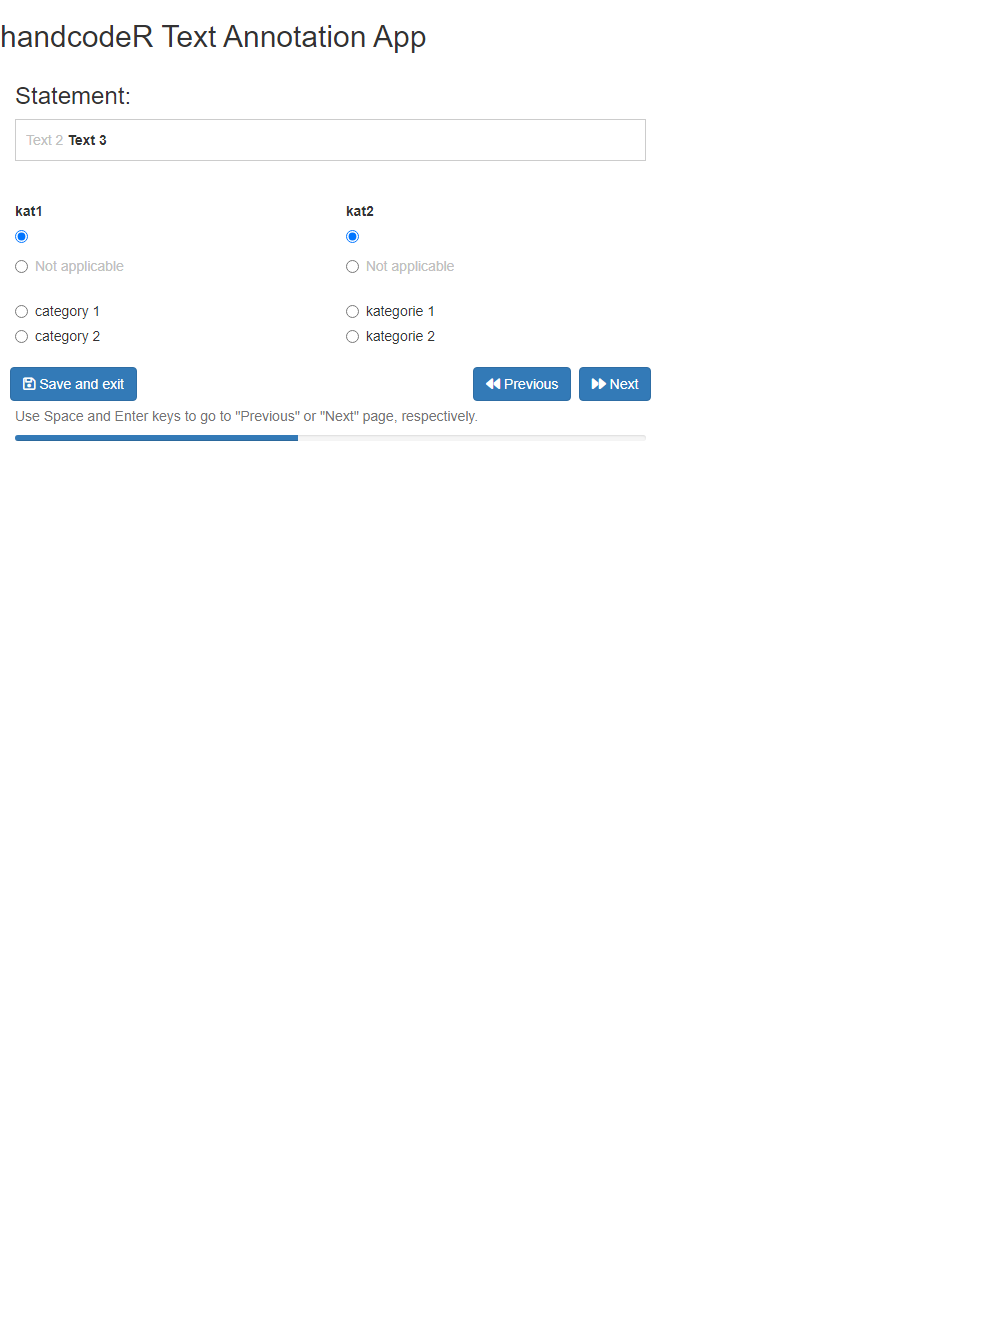 handcodeR Text Annotation App
Statement:
Text 2 Text 3
kat1
kat2
Not applicable
Not applicable
category 1
kategorie 1
category 2
kategorie 2
Save and exit
Previous
Next
Use Space and Enter keys to go to "Previous" or "Next" page, respectively.